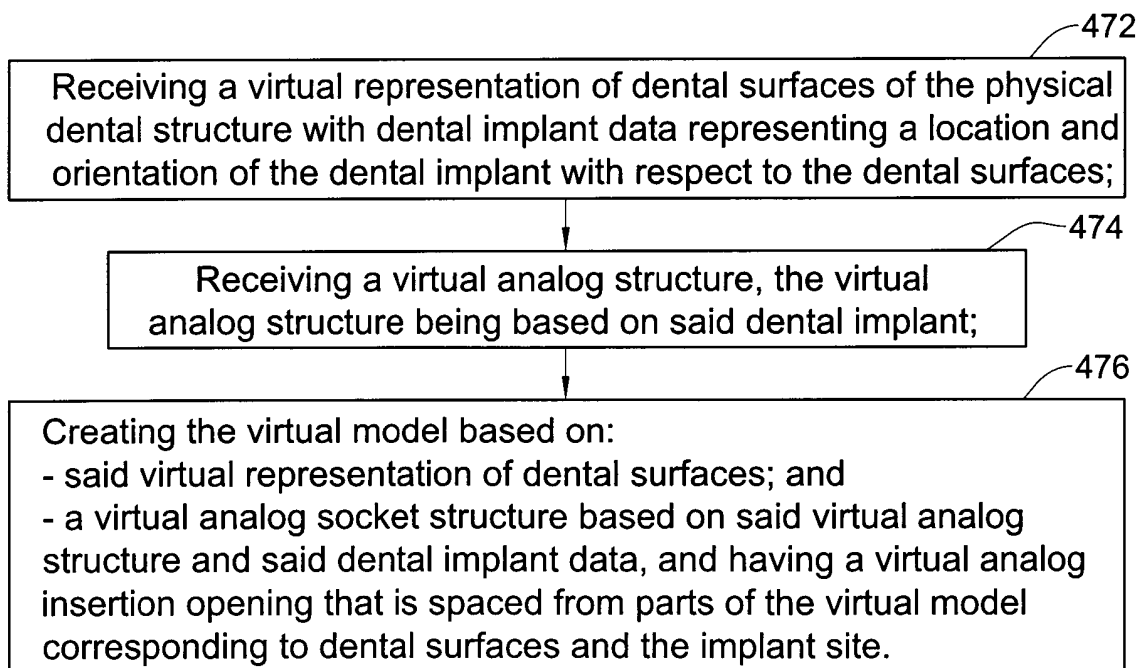 472
Receiving a virtual representation of dental surfaces of the physical
dental structure with dental implant data representing a location and
orientation of the dental implant with respect to the dental surfaces;
474
Receiving a virtual analog structure, the virtual
analog structure being based on said dental implant;
476
Creating the virtual model based on:
- said virtual representation of dental surfaces; and
- a virtual analog socket structure based on said virtual analog
structure and said dental implant data, and having a virtual analog
insertion opening that is spaced from parts of the virtual model
corresponding to dental surfaces and the implant site.